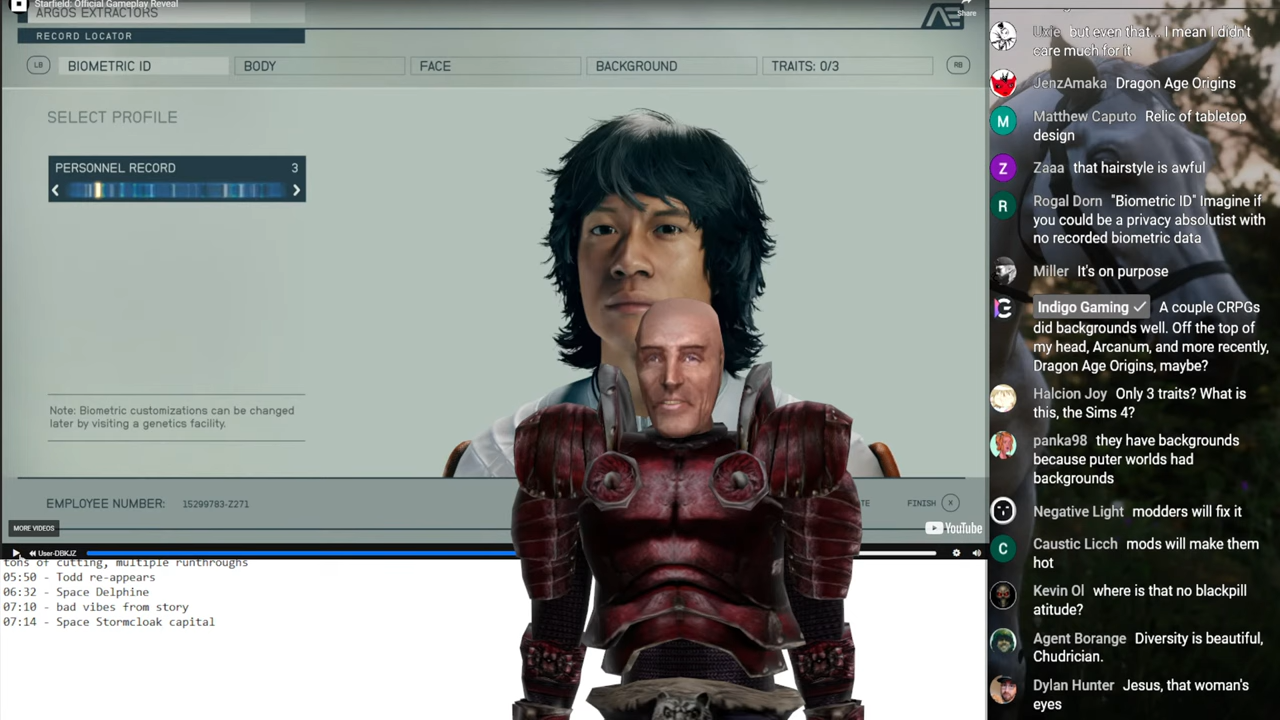 Starfield: Official Gameplay Reveal
ARGOS EXTRACTORS
Share
RECORD LOCATOR
LB
BIOMETRIC ID
BODY
FACE
BACKGROUND
TRAITS: 0/3
RB
SELECT PROFILE
PERSONNEL RECORD 3
Note: Biometric customizations can be changed
later by visiting a genetics facility.
EMPLOYEE NUMBER: 15299783-Z271
FINISH X
MORE VIDEOS
YouTube
User-DBKJZ
tons of cutting, multiple runthroughs
05:50 - Todd re-appears
06:32 - Space Delphine
07:10 - bad vibes from story
07:14 - Space Stormcloak capital
Uxie but even that... I mean I didn't
care much for it
JenzAmaka Dragon Age Origins
Matthew Caputo Relic of tabletop
design
Zaaa that hairstyle is awful
Rogal Dorn "Biometric ID" Imagine if
you could be a privacy absolutist with
no recorded biometric data
Miller It's on purpose
Indigo Gaming A couple CRPGs
did backgrounds well. Off the top of
my head, Arcanum, and more recently,
Dragon Age Origins, maybe?
Halcion Joy Only 3 traits? What is
this, the Sims 4?
panka98 they have backgrounds
because puter worlds had
backgrounds
Negative Light modders will fix it
Caustic Licch mods will make them
hot
Kevin Ol where is that no blackpill
atitude?
Agent Borange Diversity is beautiful,
Chudrician.
Dylan Hunter Jesus, that woman's
eyes